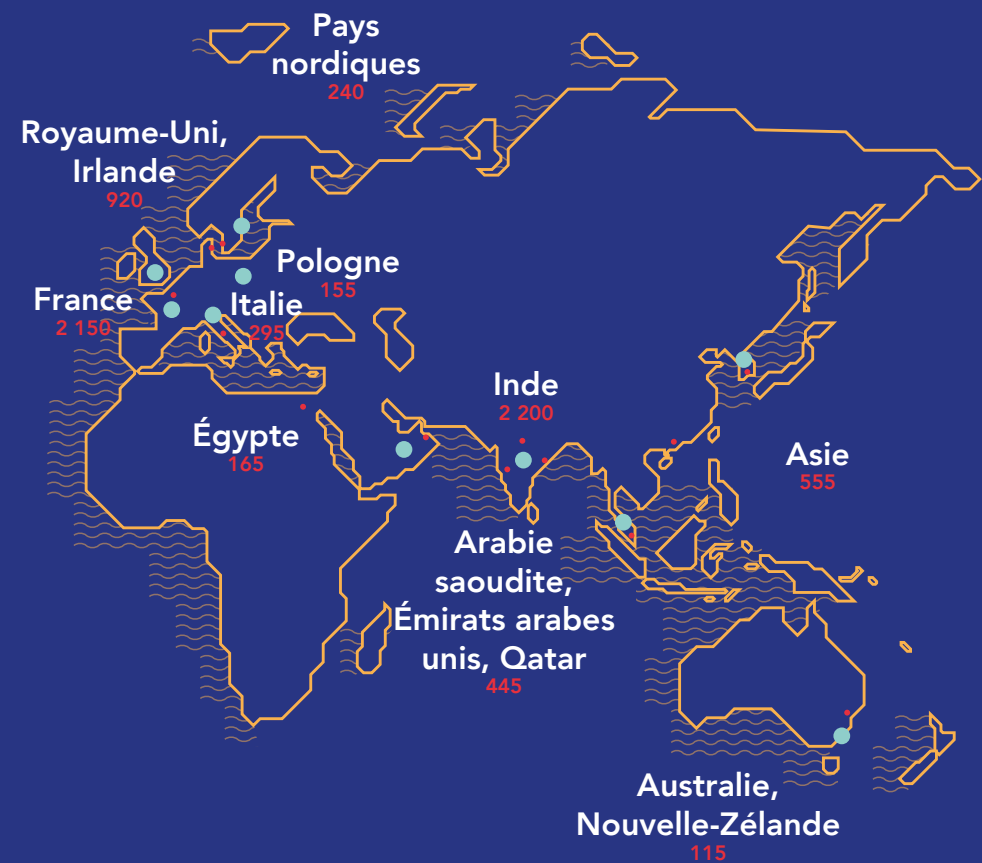 Pays
nordiques
240
Royaume-Uni,
Irlande
920
Pologne
155
France
2 150
Italie
295
Inde
2 200
Égypte
165
Asie
555
Arabie
saoudite,
Émirats arabes
unis, Qatar
445
Australie,
Nouvelle-Zélande
115